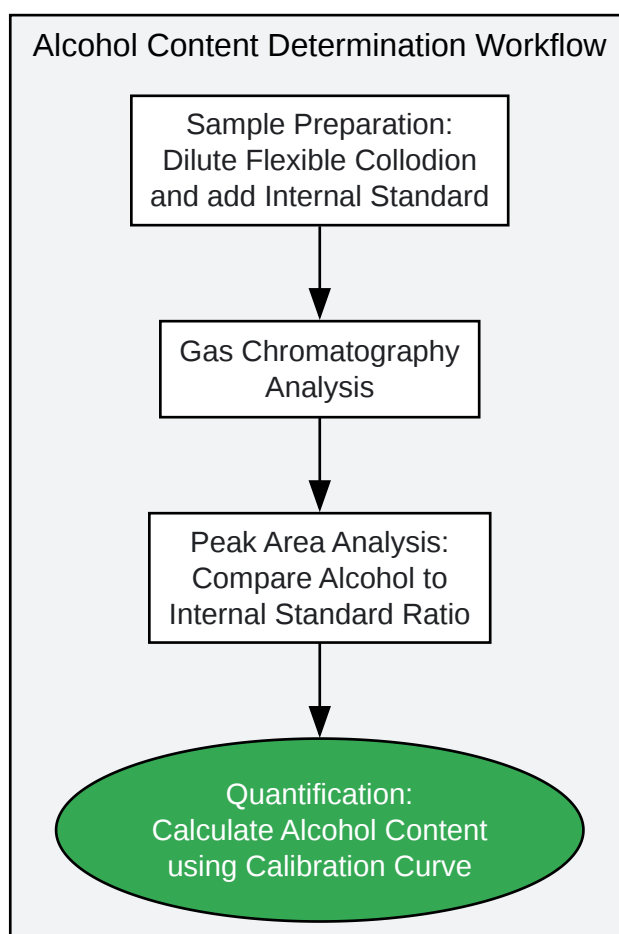 Alcohol Content Determination Workflow
Sample Preparation:
Dilute Flexible Collodion
and add Internal Standard
Gas Chromatography
Analysis
Peak Area Analysis:
Compare Alcohol to
Internal Standard Ratio
Quantification:
Calculate Alcohol Content
using Calibration Curve